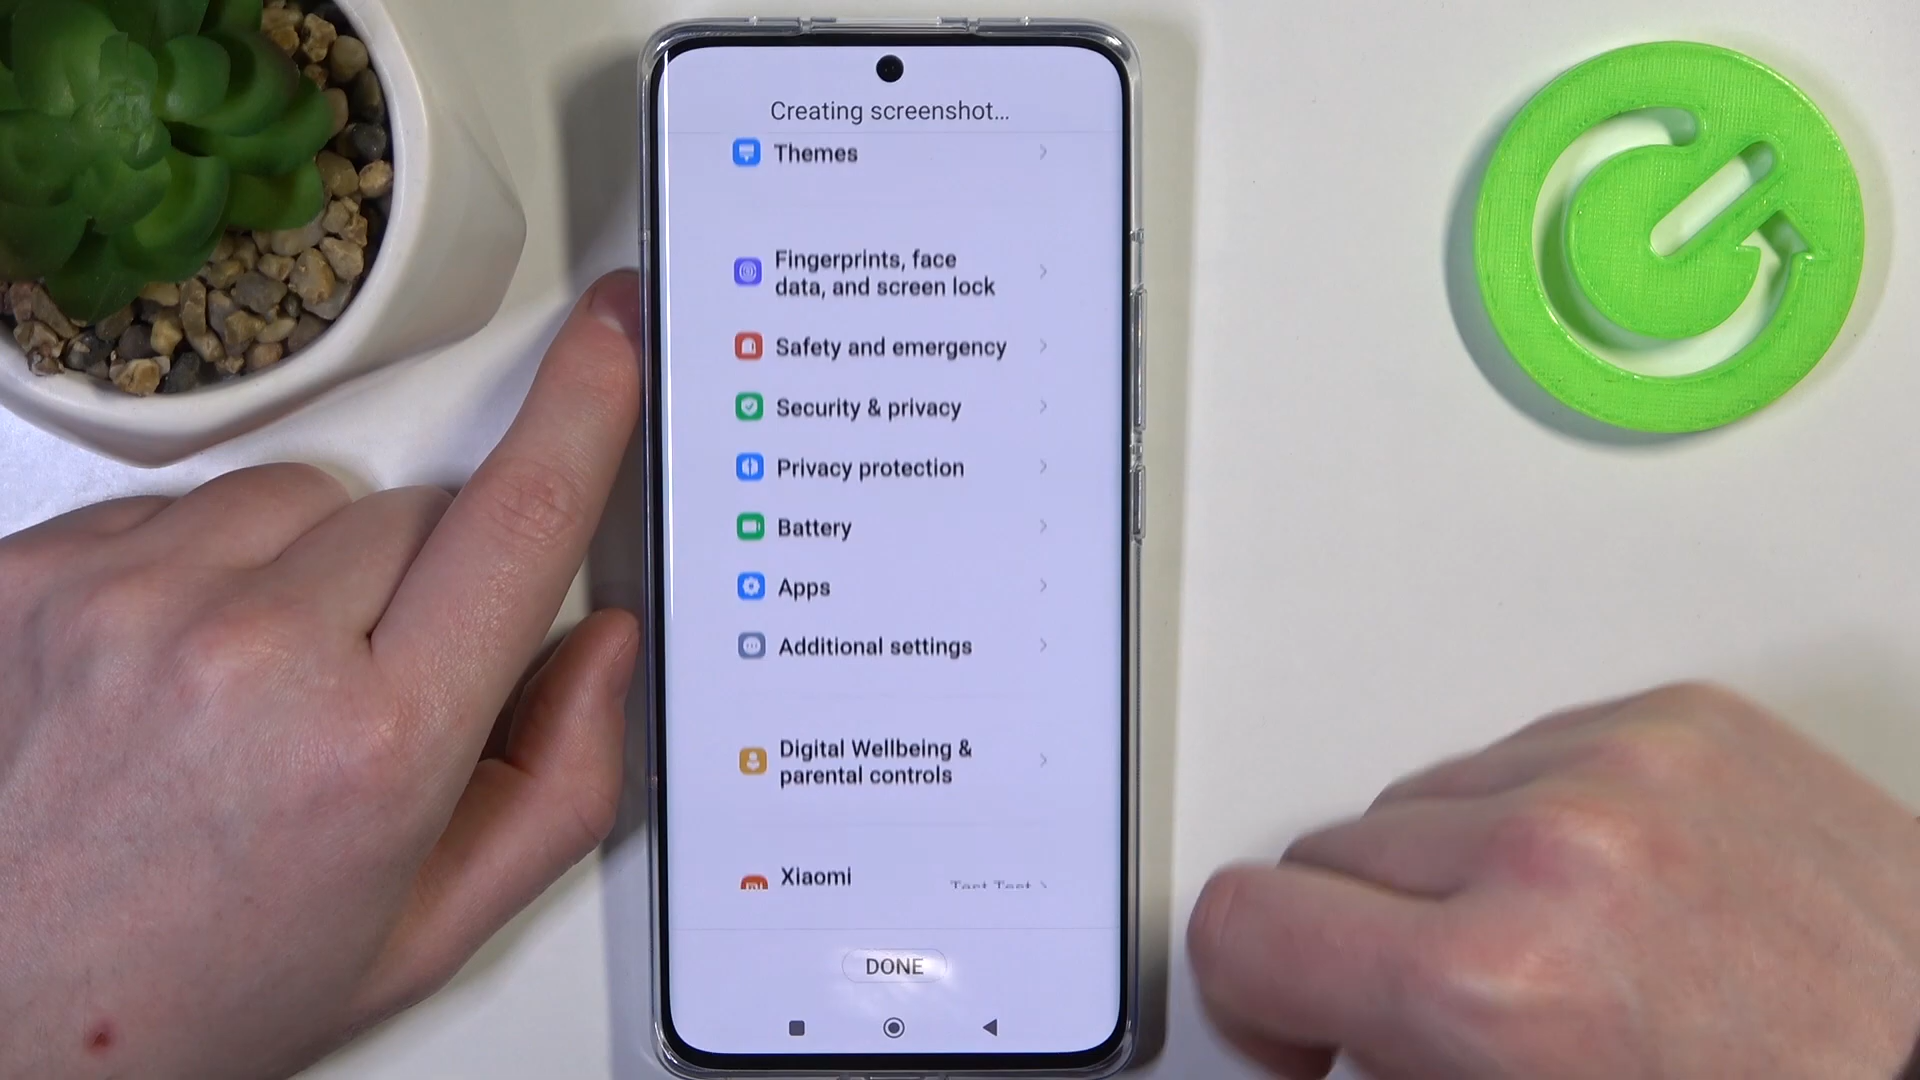 Creating screenshot...
Themes
Fingerprints, face
data, and screen lock
Safety and emergency
Security & privacy
Privacy protection
Battery
Apps
Additional settings
Digital Wellbeing &
parental controls
Xiaomi
DONE